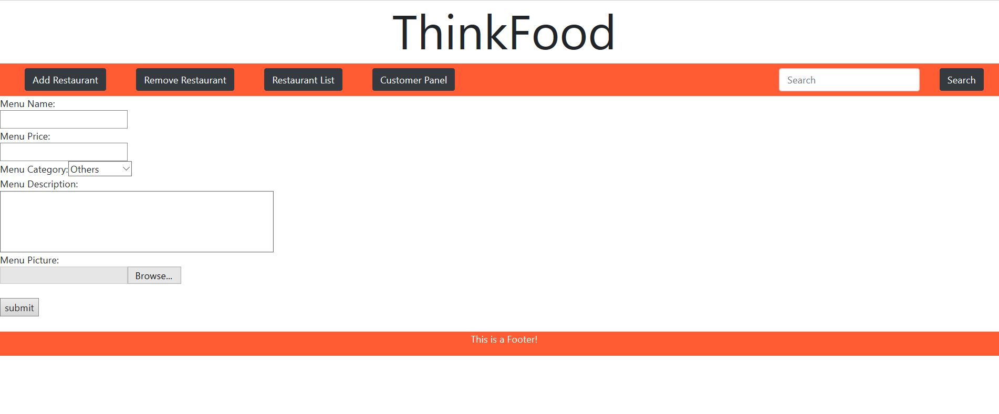 ThinkFood
Add Restaurant Remove Restaurant Restaurant List Customer Panel Search Search
Menu Name:
Menu Price:
Menu Category: Others
Menu Description:
Menu Picture:
Browse...
submit
This is a Footer!